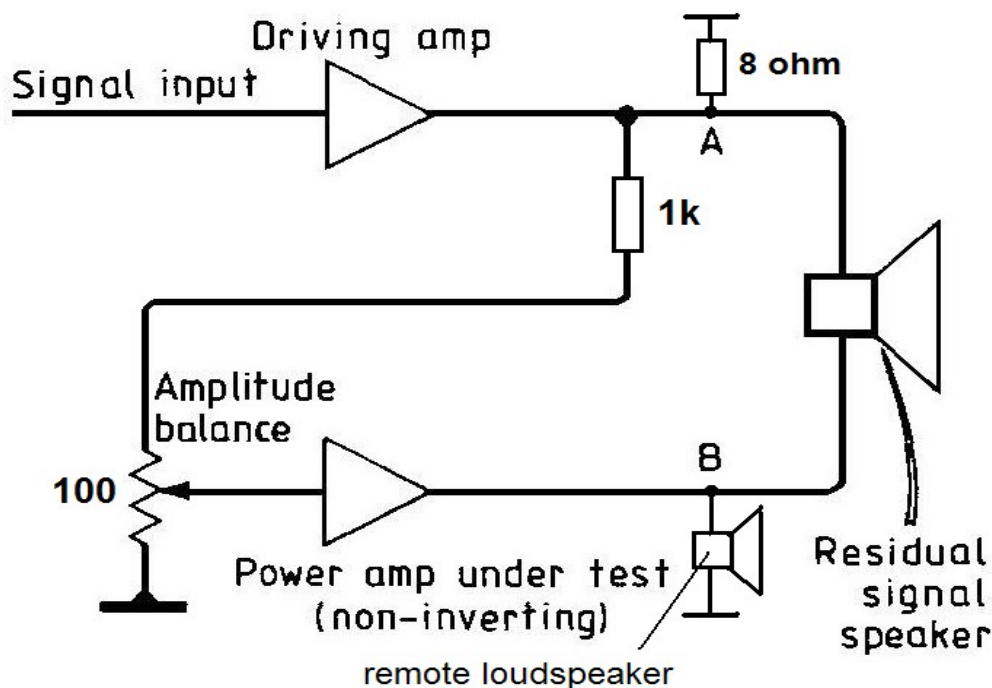 Driving amp
Signal input
8 ohm
A
1k
Amplitude
balance
100
B
Power amp under test
(non-inverting)
Residual
signal
speaker
remote loudspeaker